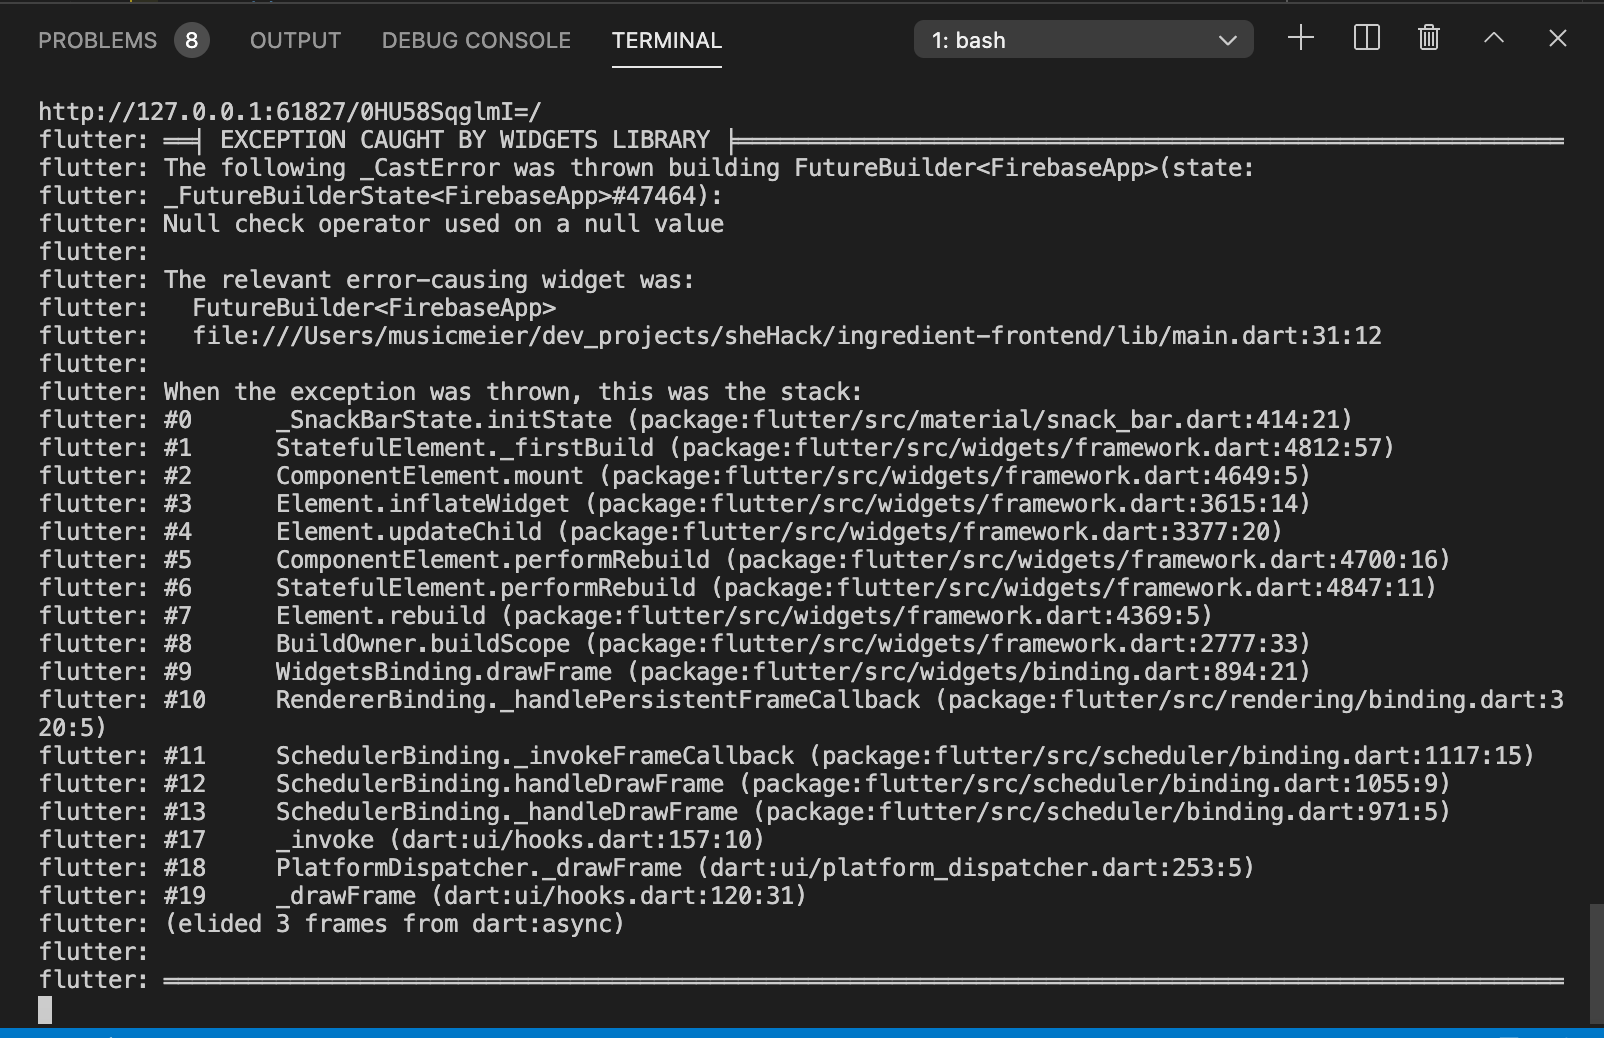 PROBLEMS 8 OUTPUT DEBUG CONSOLE TERMINAL 1: bash
http://127.0.0.1:61827/0HU58SqglmI=/
flutter: ══╡ EXCEPTION CAUGHT BY WIDGETS LIBRARY ╞═══════════════════════════════════════════════════════════
flutter: The following _CastError was thrown building FutureBuilder<FirebaseApp>(state:
flutter: _FutureBuilderState<FirebaseApp>#47464):
flutter: Null check operator used on a null value
flutter:
flutter: The relevant error-causing widget was:
flutter:   FutureBuilder<FirebaseApp>
flutter:   file:///Users/musicmeier/dev_projects/sheHack/ingredient-frontend/lib/main.dart:31:12
flutter:
flutter: When the exception was thrown, this was the stack:
flutter: #0      _SnackBarState.initState (package:flutter/src/material/snack_bar.dart:414:21)
flutter: #1      StatefulElement._firstBuild (package:flutter/src/widgets/framework.dart:4812:57)
flutter: #2      ComponentElement.mount (package:flutter/src/widgets/framework.dart:4649:5)
flutter: #3      Element.inflateWidget (package:flutter/src/widgets/framework.dart:3615:14)
flutter: #4      Element.updateChild (package:flutter/src/widgets/framework.dart:3377:20)
flutter: #5      ComponentElement.performRebuild (package:flutter/src/widgets/framework.dart:4700:16)
flutter: #6      StatefulElement.performRebuild (package:flutter/src/widgets/framework.dart:4847:11)
flutter: #7      Element.rebuild (package:flutter/src/widgets/framework.dart:4369:5)
flutter: #8      BuildOwner.buildScope (package:flutter/src/widgets/framework.dart:2777:33)
flutter: #9      WidgetsBinding.drawFrame (package:flutter/src/widgets/binding.dart:894:21)
flutter: #10     RendererBinding._handlePersistentFrameCallback (package:flutter/src/rendering/binding.dart:3
20:5)
flutter: #11     SchedulerBinding._invokeFrameCallback (package:flutter/src/scheduler/binding.dart:1117:15)
flutter: #12     SchedulerBinding.handleDrawFrame (package:flutter/src/scheduler/binding.dart:1055:9)
flutter: #13     SchedulerBinding._handleDrawFrame (package:flutter/src/scheduler/binding.dart:971:5)
flutter: #17     _invoke (dart:ui/hooks.dart:157:10)
flutter: #18     PlatformDispatcher._drawFrame (dart:ui/platform_dispatcher.dart:253:5)
flutter: #19     _drawFrame (dart:ui/hooks.dart:120:31)
flutter: (elided 3 frames from dart:async)
flutter:
flutter: ════════════════════════════════════════════════════════════════════════════════════════════════════